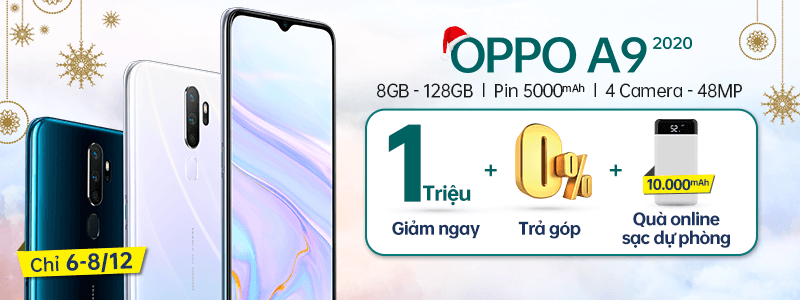 OPPO A9 2020
8GB - 128GB | Pin 5000mAh | 4 Camera - 48MP
1 Triệu
Giảm ngay
+
0%
Trả góp
+
10.000mAh
Quà online
sạc dự phòng
Chỉ 6-8/12